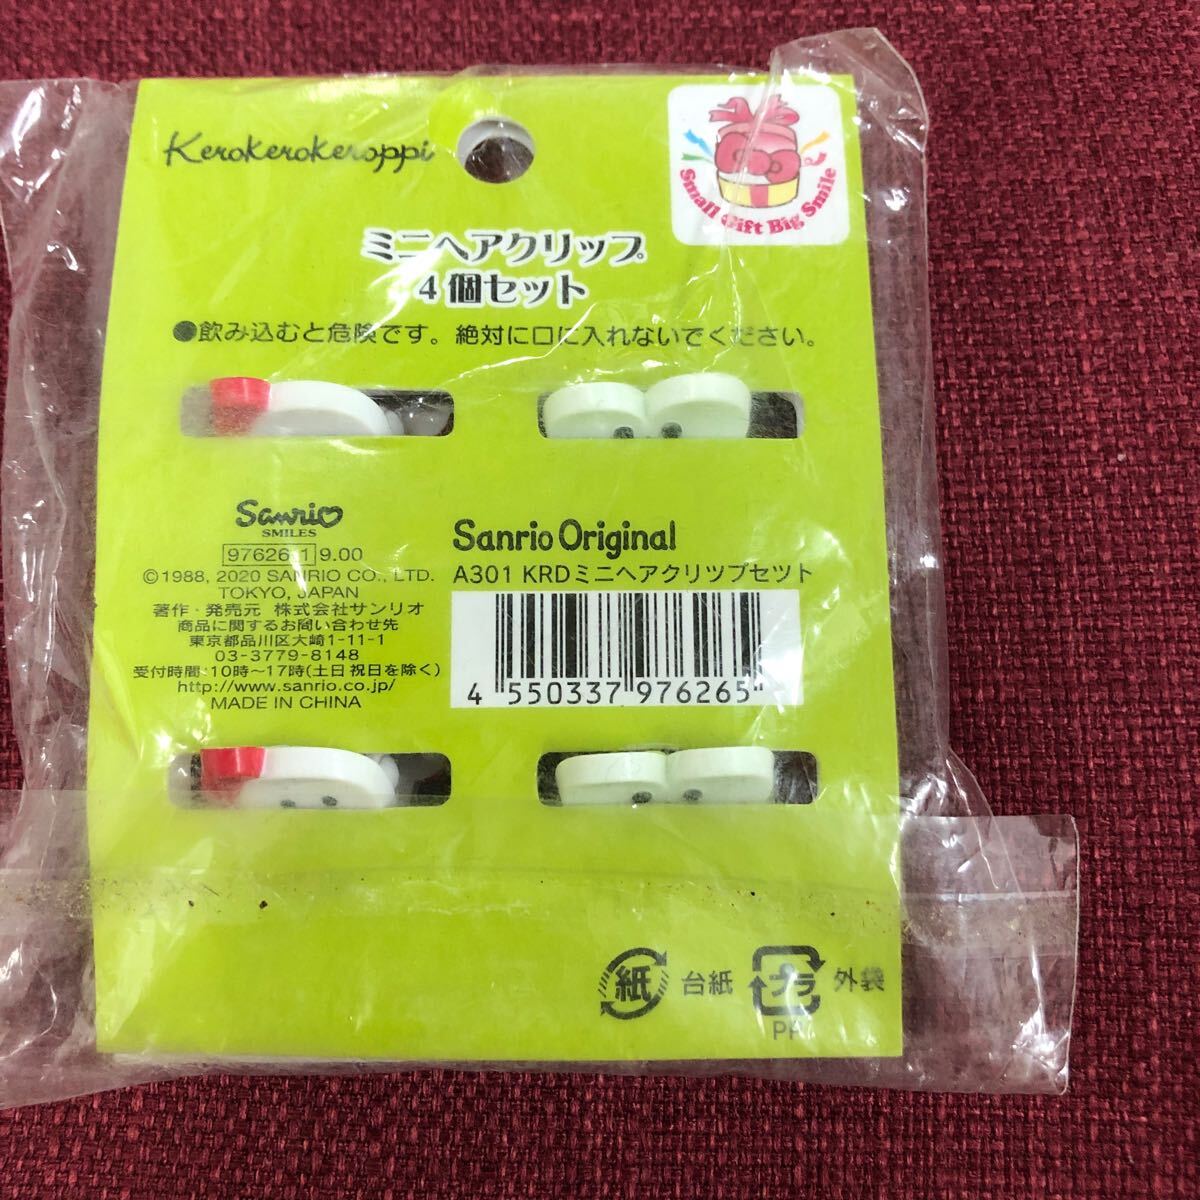 Kerokerokeroppi
Small Gift Big Smile
ミニヘアクリップ
4個セット
●飲み込むと危険です。絶対に口に入れないでください。
Sanrio
SMILES
9.00
©1988, 2020 SANRIO CO., LTD.
TOKYO, JAPAN
著作・発売元 株式会社サンリオ
商品に関するお問い合わせ先
東京都品川区大崎1-11-1
03-3779-8148
受付時間:10時~17時(土日祝日を除く)
http://www.sanrio.co.jp/
MADE IN CHINA
Sanrio Original
A301 KRDミニヘアクリツプセツト
4 550337 976265
紙 台紙 プラ 外袋
PP